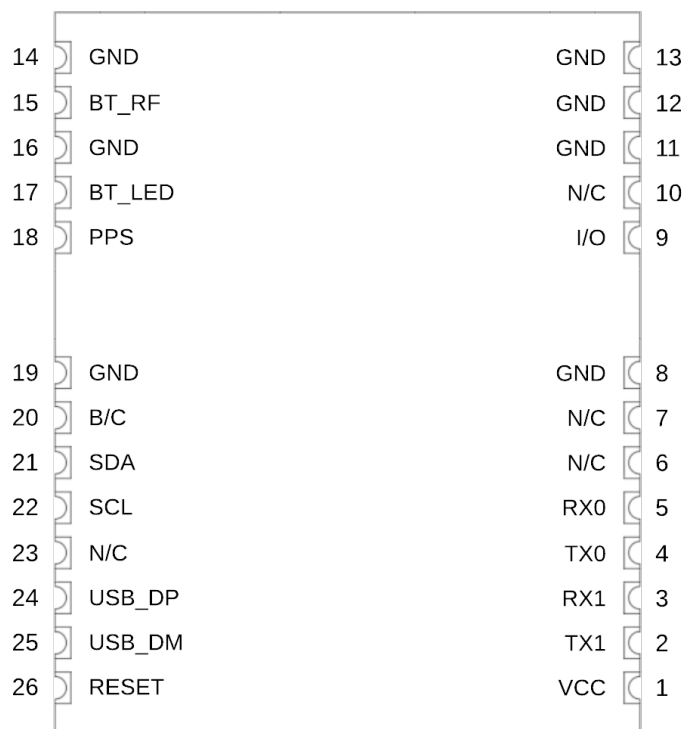 14 GND GND 13
15 BT_RF GND 12
16 GND GND 11
17 BT_LED N/C 10
18 PPS I/O 9
19 GND GND 8
20 B/C N/C 7
21 SDA N/C 6
22 SCL RX0 5
23 N/C TX0 4
24 USB_DP RX1 3
25 USB_DM TX1 2
26 RESET VCC 1